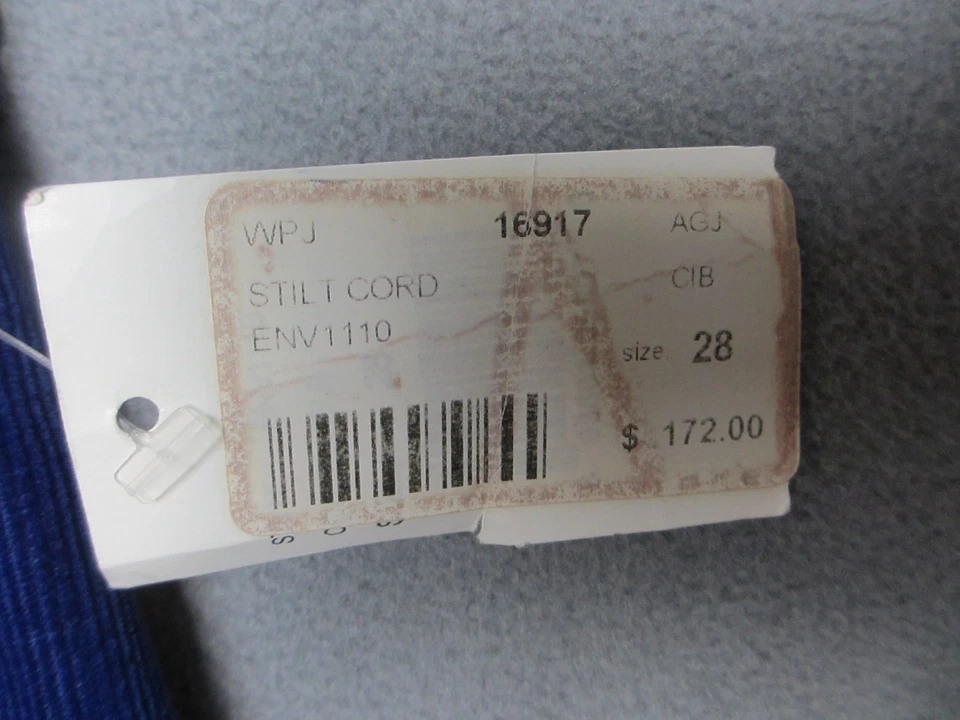 WPJ 16917 AGJ
STILT CORD CIB
ENV1110
size 28
$ 172.00